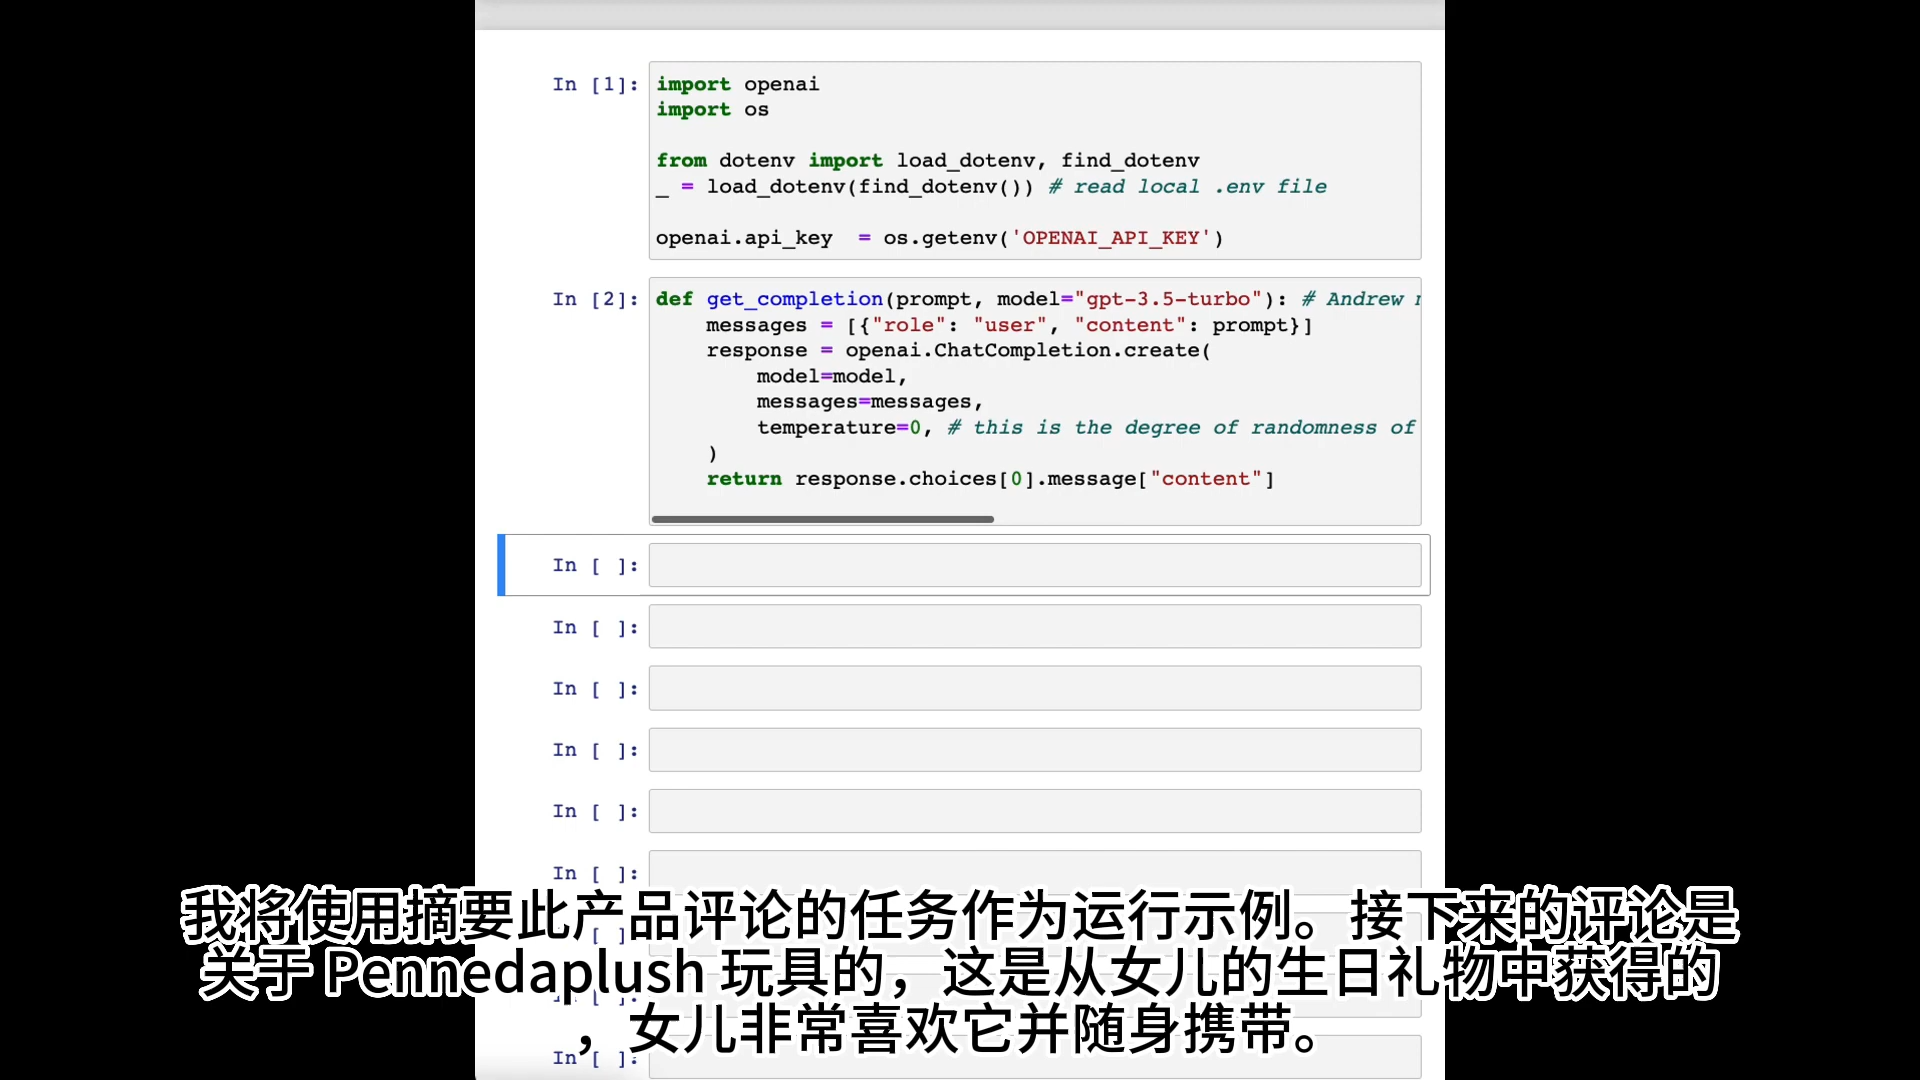 In [1]:
import openai
import os
from dotenv import load_dotenv, find_dotenv
_ = load_dotenv(find_dotenv()) # read local .env file
openai.api_key  = os.getenv('OPENAI_API_KEY')
In [2]:
def get_completion(prompt, model="gpt-3.5-turbo"): # Andrew
    messages = [{"role": "user", "content": prompt}]
    response = openai.ChatCompletion.create(
        model=model,
        messages=messages,
        temperature=0, # this is the degree of randomness of
    )
    return response.choices[0].message["content"]
In [ ]:
In [ ]:
In [ ]:
In [ ]:
In [ ]:
In [ ]:
我将使用摘要此产品评论的任务作为运行示例。接下来的评论是
关于 Pennedaplush 玩具的，这是从女儿的生日礼物中获得的
，女儿非常喜欢它并随身携带。
In [ ]: